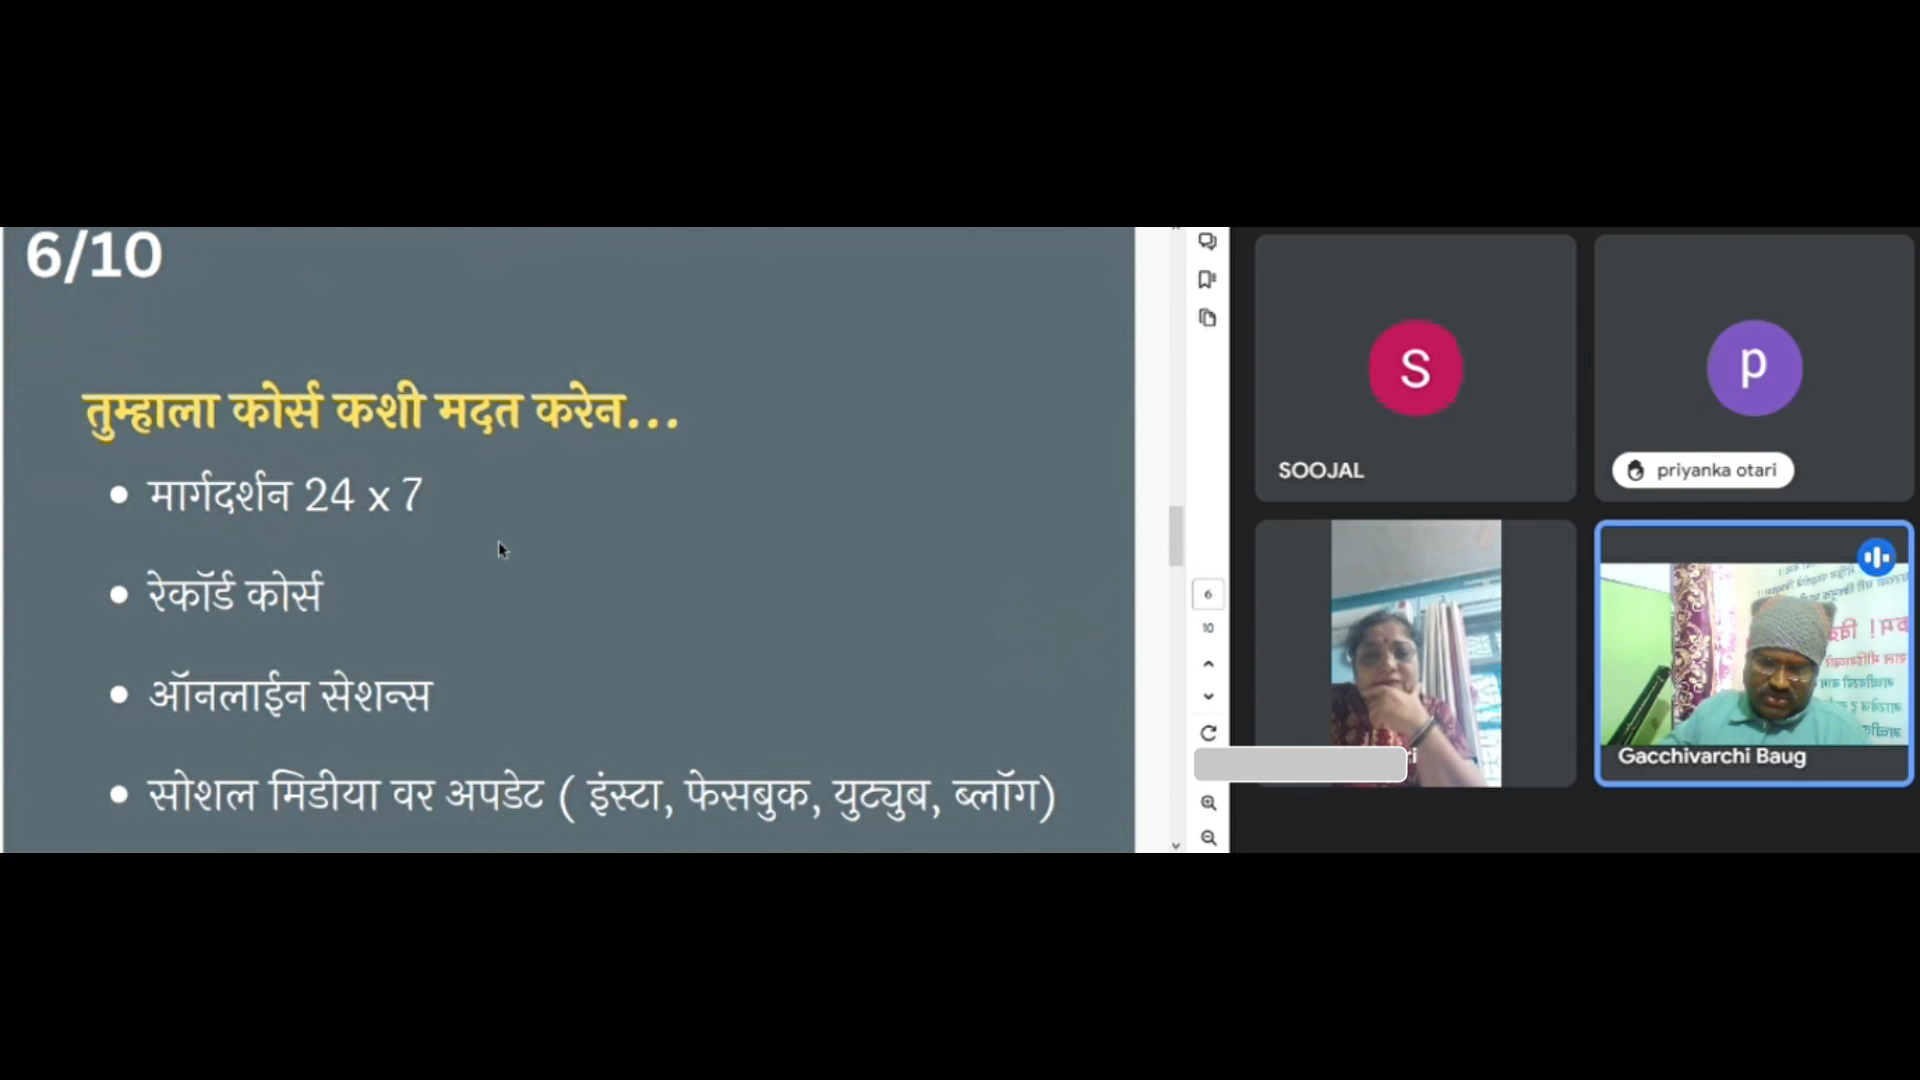 6/10
तुम्हाला कोर्स कशी मदत करेन...
मार्गदर्शन 24 x 7
रेकॉर्ड कोर्स
ऑनलाईन सेशन्स
सोशल मिडीया वर अपडेट ( इंस्टा, फेसबुक, युट्युब, ब्लॉग)
6
10
S
SOOJAL
p
priyanka otari
ri
Gacchivarchi Baug